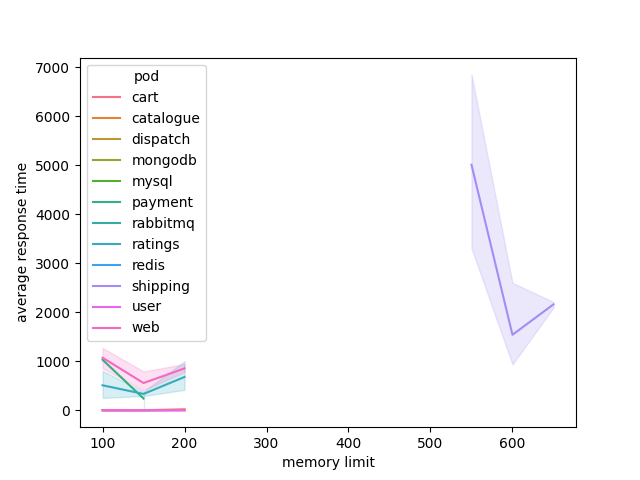 7000
6000
5000
4000
3000
2000
1000
0
average response time
pod
cart
catalogue
dispatch
mongodb
mysql
payment
rabbitmq
ratings
redis
shipping
user
web
100
200
300
400
500
600
memory limit